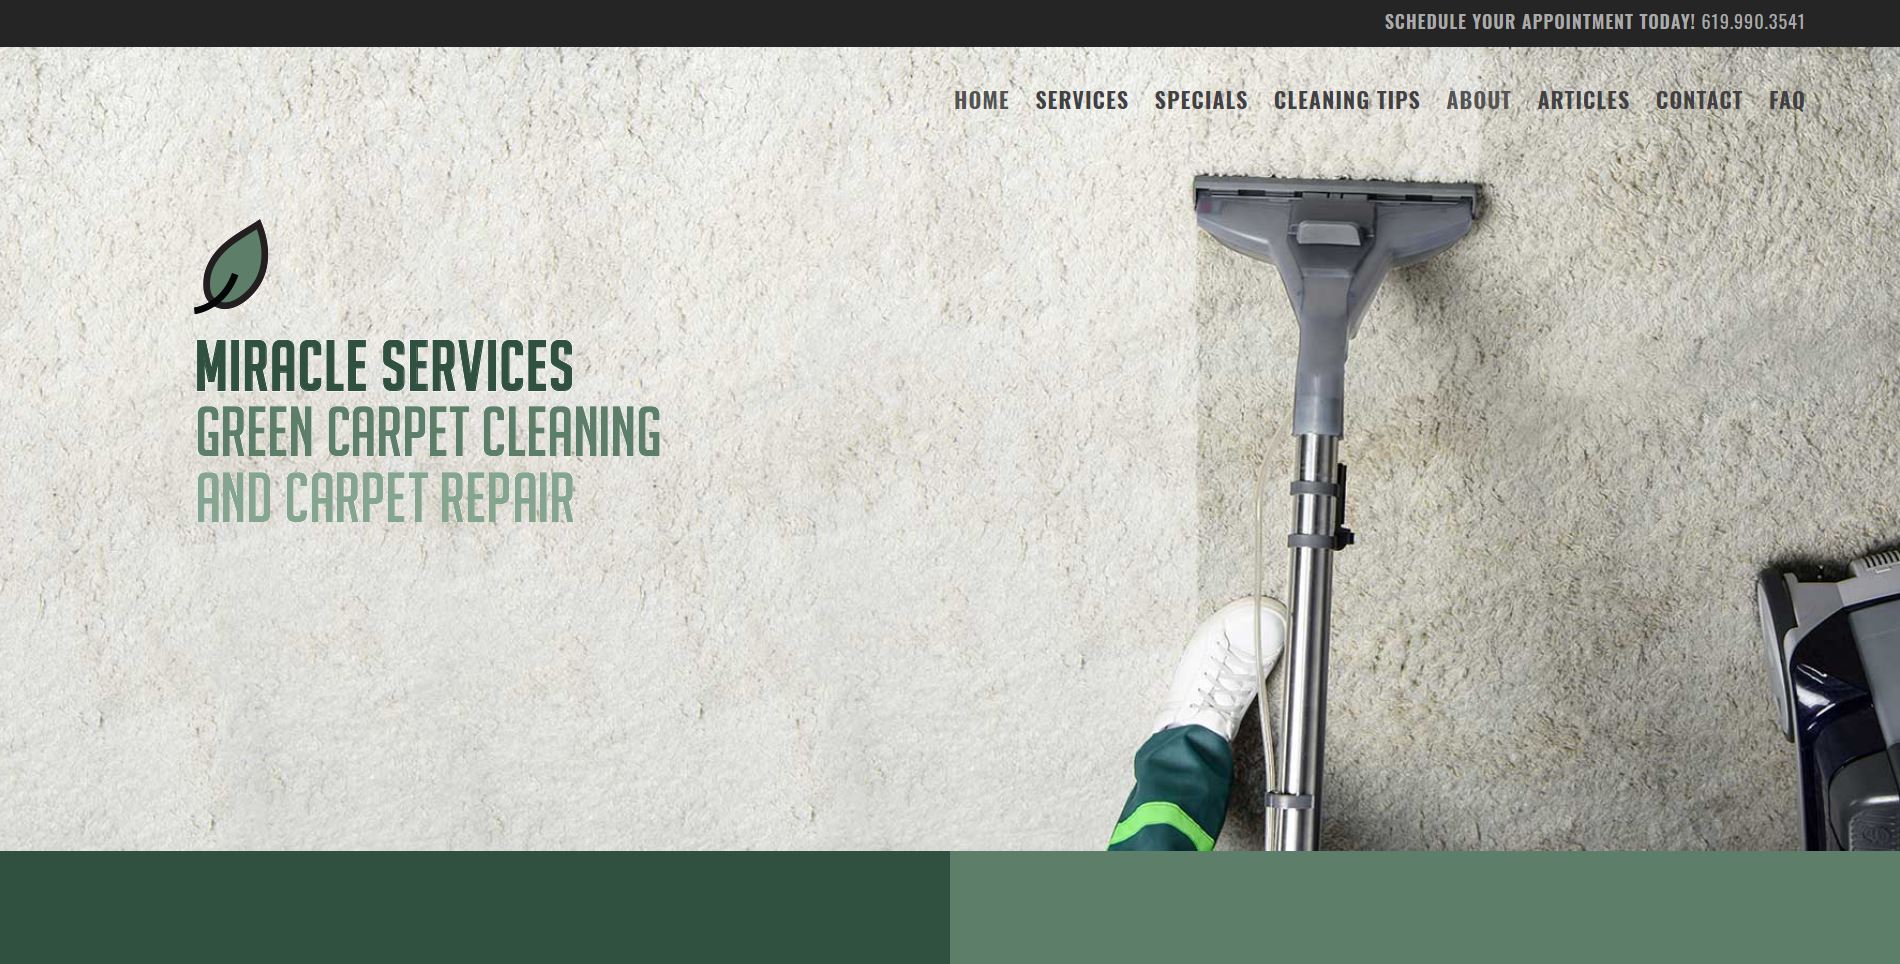 SCHEDULE YOUR APPOINTMENT TODAY! 619.990.3541
HOME SERVICES SPECIALS CLEANING TIPS ABOUT ARTICLES CONTACT FAQ
MIRACLE SERVICES
GREEN CARPET CLEANING
AND CARPET REPAIR